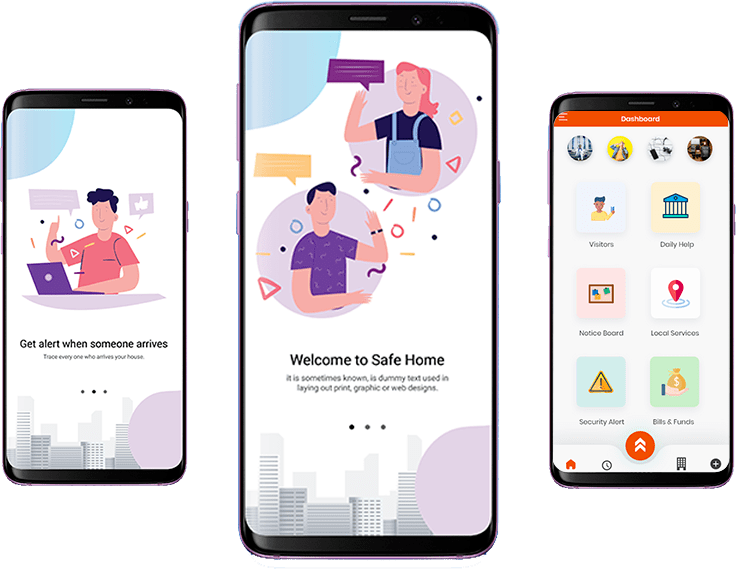 Get alert when someone arrives
Trace every one who arrives your house.
Welcome to Safe Home
it is sometimes known, is dummy text used in
laying out print, graphic or web designs.
Dashboard
Visitors
Daily Help
Notice Board
Local Services
Security Alert
Bills & Funds